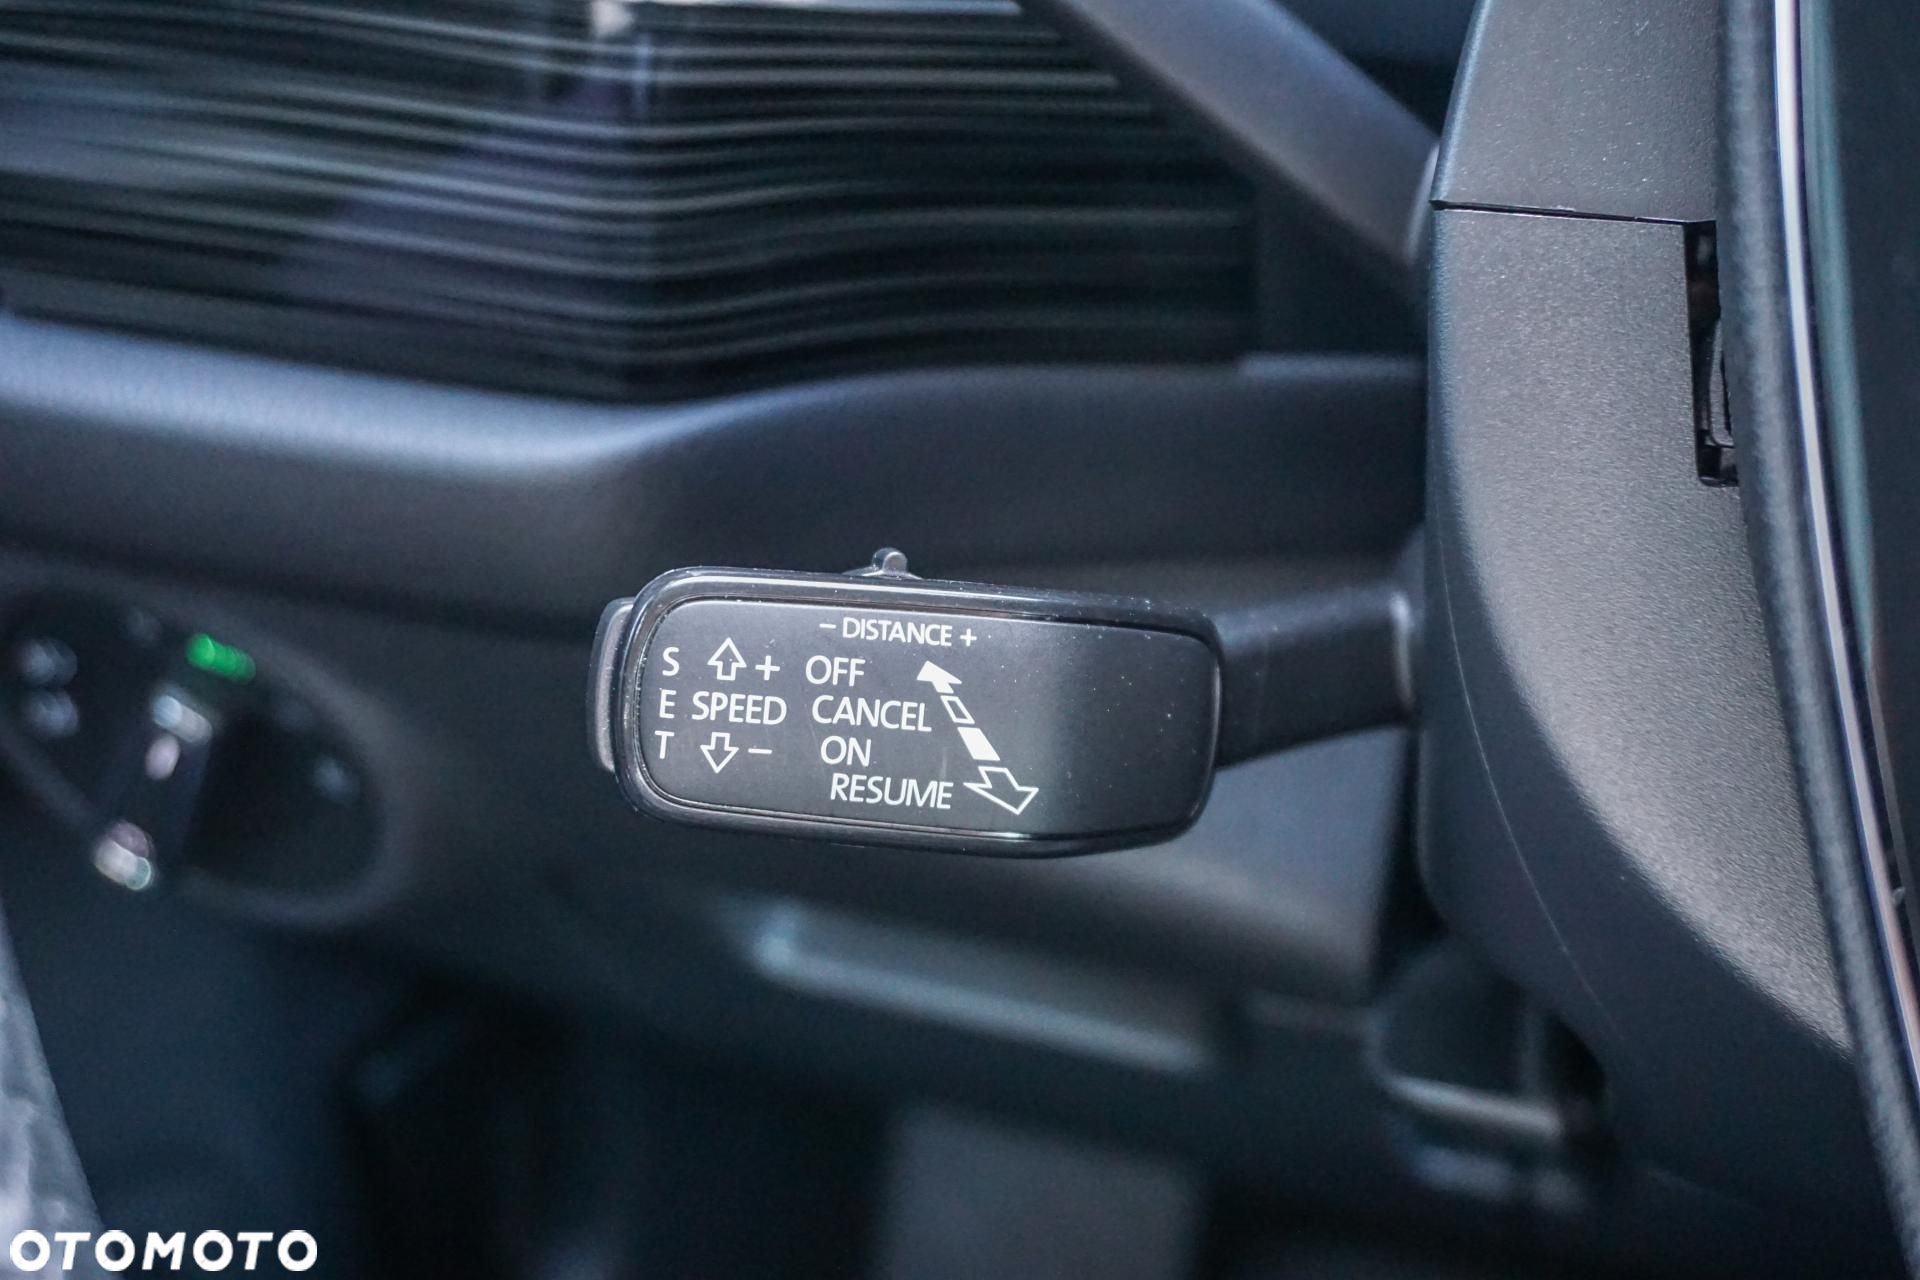 – DISTANCE +
S + OFF
E SPEED CANCEL
T – ON
RESUME
OTOMOTO